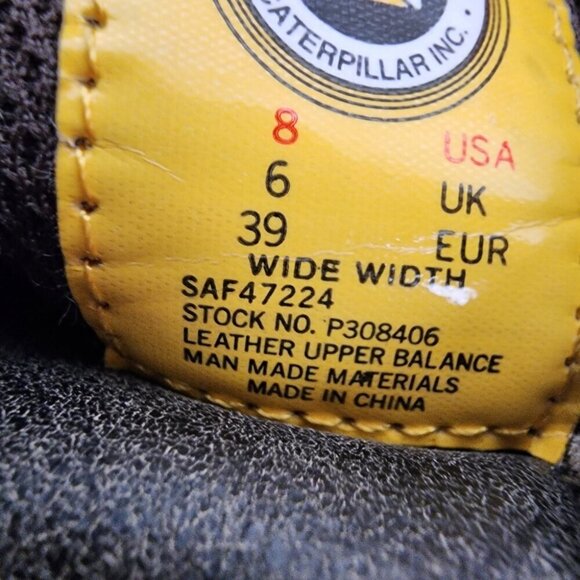 CATERPILLAR INC.
8 USA
6 UK
39 EUR
WIDE WIDTH
SAF47224
STOCK NO. P308406
LEATHER UPPER BALANCE
MAN MADE MATERIALS
MADE IN CHINA